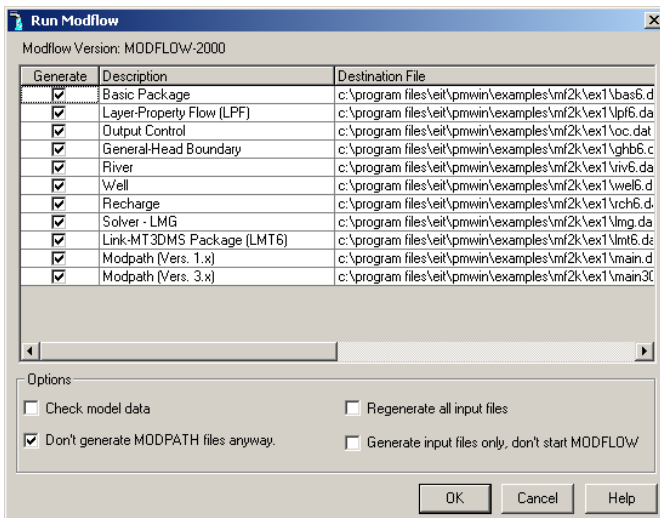 Run Modflow
Modflow Version: MODFLOW-2000
Generate Description Destination File
Basic Package c:\program files\eit\pmwin\examples\mf2k\ex1\bas6.d
Layer-Property Flow (LPF) c:\program files\eit\pmwin\examples\mf2k\ex1\lpf6.da
Output Control c:\program files\eit\pmwin\examples\mf2k\ex1\oc.dat
General-Head Boundary c:\program files\eit\pmwin\examples\mf2k\ex1\ghb6.c
River c:\program files\eit\pmwin\examples\mf2k\ex1\riv6.da
Well c:\program files\eit\pmwin\examples\mf2k\ex1\wel6.d
Recharge c:\program files\eit\pmwin\examples\mf2k\ex1\rch6.d
Solver - LMG c:\program files\eit\pmwin\examples\mf2k\ex1\lmg.da
Link-MT3DMS Package (LMT6) c:\program files\eit\pmwin\examples\mf2k\ex1\lmt6.da
Modpath (Vers. 1.x) c:\program files\eit\pmwin\examples\mf2k\ex1\main.d
Modpath (Vers. 3.x) c:\program files\eit\pmwin\examples\mf2k\ex1\main30
Options
Check model data Regenerate all input files
Don't generate MODPATH files anyway. Generate input files only, don't start MODFLOW
OK Cancel Help